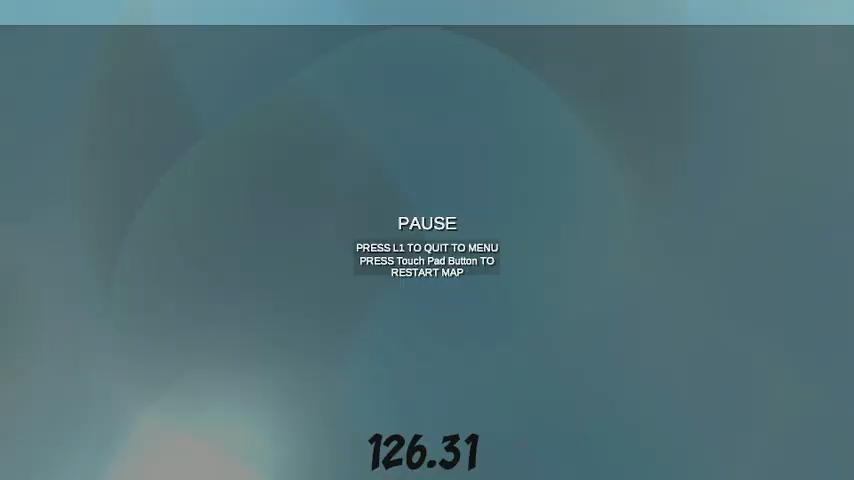 PAUSE
PRESS L1 TO QUIT TO MENU
PRESS Touch Pad Button TO
RESTART MAP
126.31